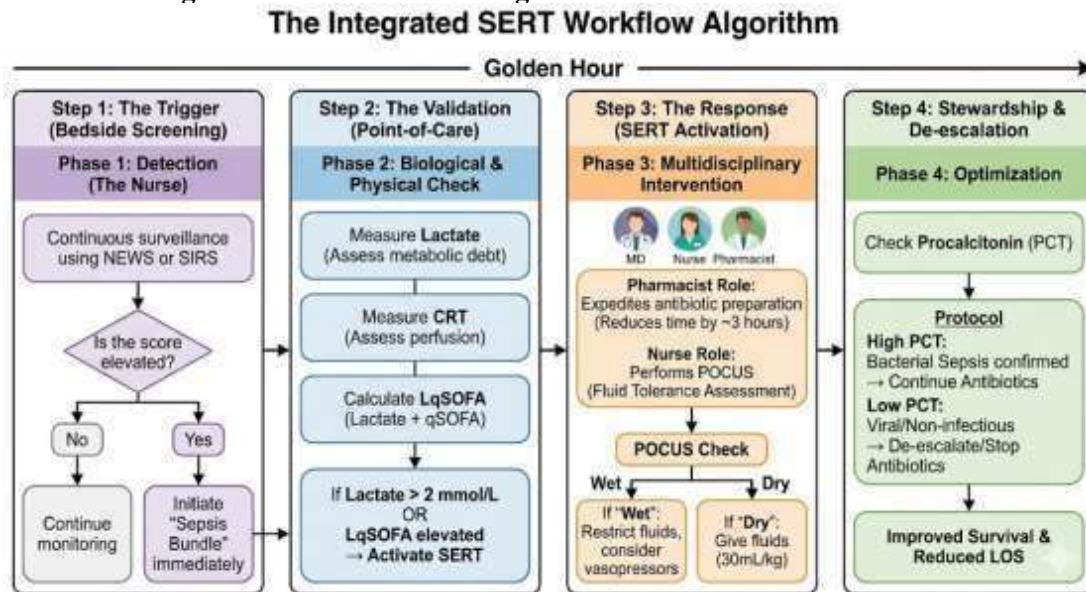 The Integrated SERT Workflow Algorithm
Golden Hour
Step 1: The Trigger
(Bedside Screening)
Phase 1: Detection
(The Nurse)
Continuous surveillance
using NEWS or SIRS
Is the score
elevated?
No
Yes
Continue
monitoring
Initiate
"Sepsis
Bundle"
immediately
Step 2: The Validation
(Point-of-Care)
Phase 2: Biological &
Physical Check
Measure Lactate
(Assess metabolic debt)
Measure CRT
(Assess perfusion)
Calculate LqSOFA
(Lactate + qSOFA)
If Lactate > 2 mmol/L
OR
LqSOFA elevated
→ Activate SERT
Step 3: The Response
(SERT Activation)
Phase 3: Multidisciplinary
Intervention
MD
Nurse
Pharmacist
Pharmacist Role:
Expedites antibiotic preparation
(Reduces time by ~3 hours)
Nurse Role:
Performs POCUS
(Fluid Tolerance Assessment)
POCUS Check
Wet
Dry
If "Wet":
Restrict fluids,
consider
vasopressors
If "Dry":
Give fluids
(30mL/kg)
Step 4: Stewardship &
De-escalation
Phase 4: Optimization
Check Procalcitonin (PCT)
Protocol
High PCT:
Bacterial Sepsis confirmed
→ Continue Antibiotics
Low PCT:
Viral/Non-infectious
→ De-escalate/Stop
Antibiotics
Improved Survival &
Reduced LOS